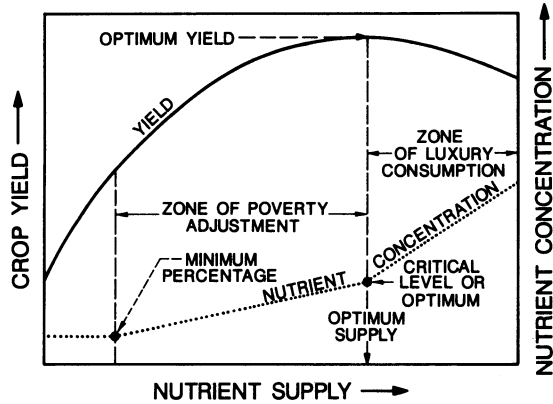 OPTIMUM YIELD
YIELD
ZONE
OF LUXURY
CONSUMPTION
ZONE OF POVERTY
ADJUSTMENT
MINIMUM
PERCENTAGE
NUTRIENT CONCENTRATION
CRITICAL
LEVEL OR
OPTIMUM
OPTIMUM
SUPPLY
CROP YIELD
NUTRIENT CONCENTRATION
NUTRIENT SUPPLY